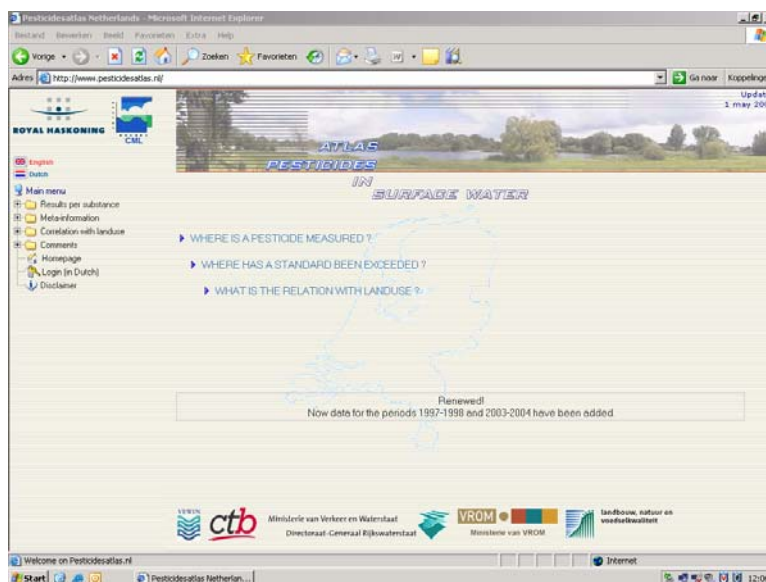 Pesticidesatlas Netherlands - Microsoft Internet Explorer
Bestand Bewerken Beeld Favorieten Extra Help
Vorige Zoeken Favorieten
Adres http://www.pesticidesatlas.nl/ Ga naar Koppelinge
Updat
1 may 200
ROYAL HASKONING
CML
ATLAS
PESTICIDES
IN
SURFACE WATER
English
Dutch
Main menu
Results per substance
Meta-information
Correlation with landuse
Comments
Homepage
Login (in Dutch)
Disclaimer
WHERE IS A PESTICIDE MEASURED ?
WHERE HAS A STANDARD BEEN EXCEEDED ?
WHAT IS THE RELATION WITH LANDUSE ?
Renewed!
Now data for the periods 1997-1998 and 2003-2004 have been added
VEWIN
ctb
Ministerie van Verkeer en Waterstaat
Directoraat-Generaal Rijkswaterstaat
VROM
Ministerie van VROM
landbouw, natuur en
voedselkwaliteit
Welcome on Pesticidesatlas.nl Internet
Start Pesticidesatlas Netherlan...